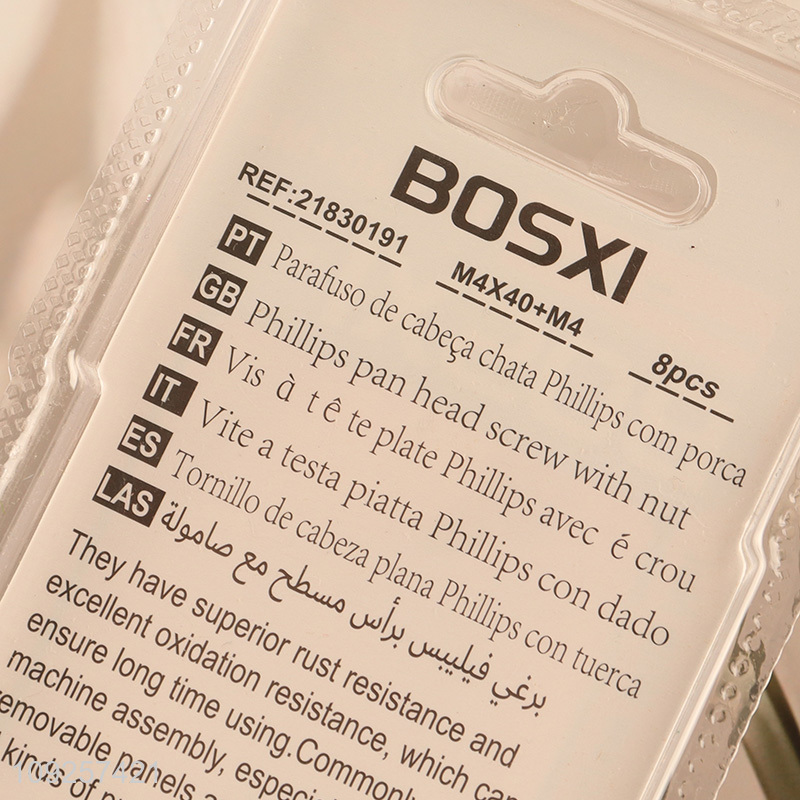 BOSXI
REF:21830191 M4X40+M4 8pcs
PT Parafuso de cabeça chata Phillips com porca
GB Phillips pan head screw with nut
FR Vis à tête plate Phillips avec écrou
IT Vite a testa piatta Phillips con dado
ES Tornillo de cabeza plana Phillips con tuerca
LAS برغي فيليبس برأس مسطح مع صامولة
They have superior rust resistance and
excellent oxidation resistance, which can
ensure long time using.Commonly
machine assembly, especi
removable panels a
kinds of